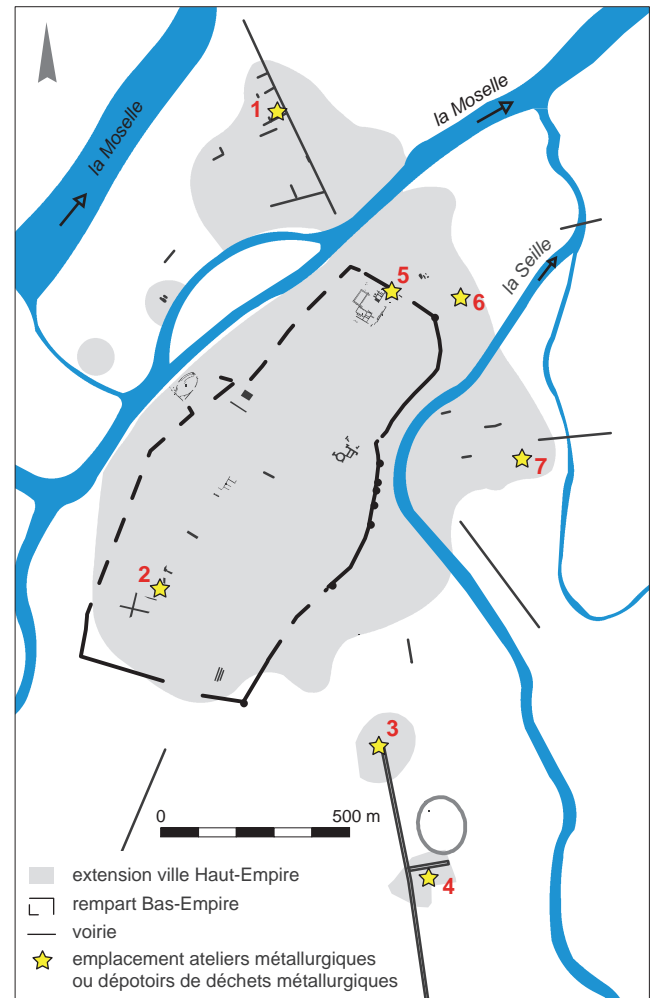 la Moselle
1
la Moselle
la Seille
5
6
7
2
3
4
0 500 m
extension ville Haut-Empire
rempart Bas-Empire
voirie
emplacement ateliers métallurgiques
ou dépotoirs de déchets métallurgiques